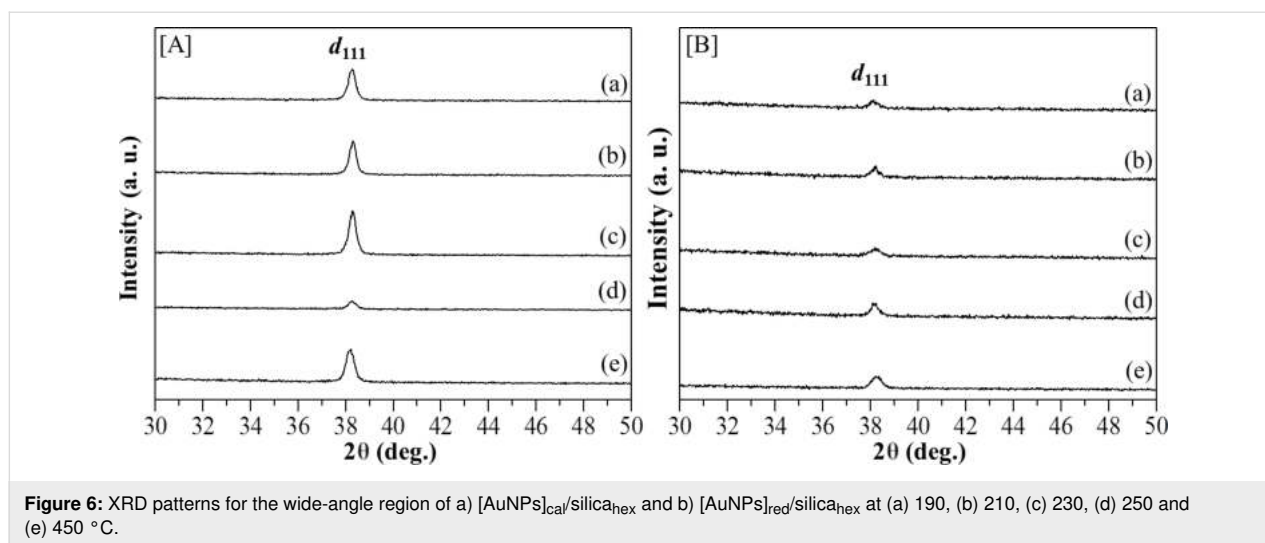 [A]
d111
(a)
(b)
(c)
(d)
(e)
Intensity (a. u.)
30 32 34 36 38 40 42 44 46 48 50
2θ (deg.)
[B]
d111
(a)
(b)
(c)
(d)
(e)
Intensity (a. u.)
30 32 34 36 38 40 42 44 46 48 50
2θ (deg.)
Figure 6: XRD patterns for the wide-angle region of a) [AuNPs]cal/silicahex and b) [AuNPs]red/silicahex at (a) 190, (b) 210, (c) 230, (d) 250 and
(e) 450 °C.